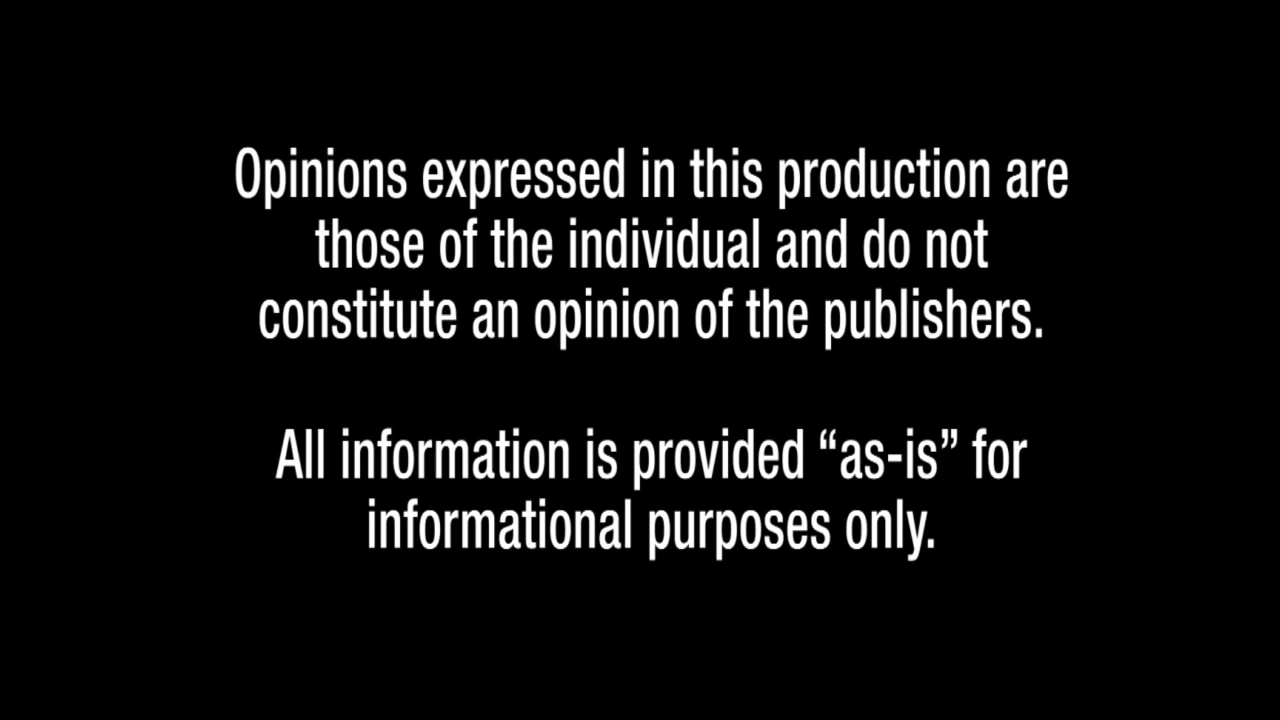 Opinions expressed in this production are
those of the individual and do not
constitute an opinion of the publishers.
All information is provided “as-is” for
informational purposes only.